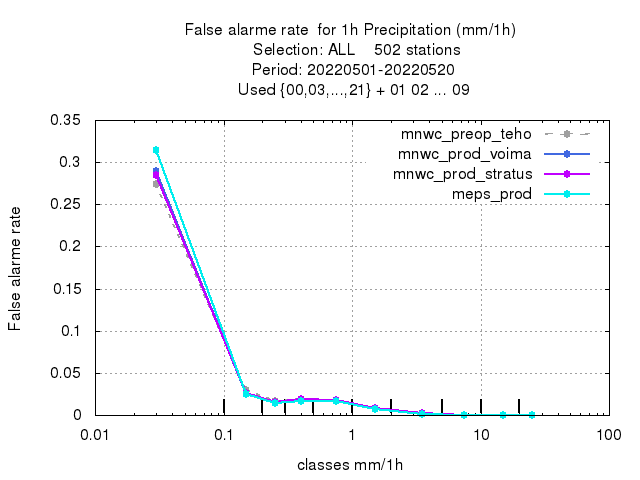 False alarme rate  for 1h Precipitation (mm/1h)
Selection: ALL    502 stations
Period: 20220501-20220520
Used {00,03,...,21} + 01 02 ... 09
mnwc_preop_teho
mnwc_prod_voima
mnwc_prod_stratus
meps_prod
False alarme rate
0.35
0.3
0.25
0.2
0.15
0.1
0.05
0
0.01 0.1 1 10 100
classes mm/1h